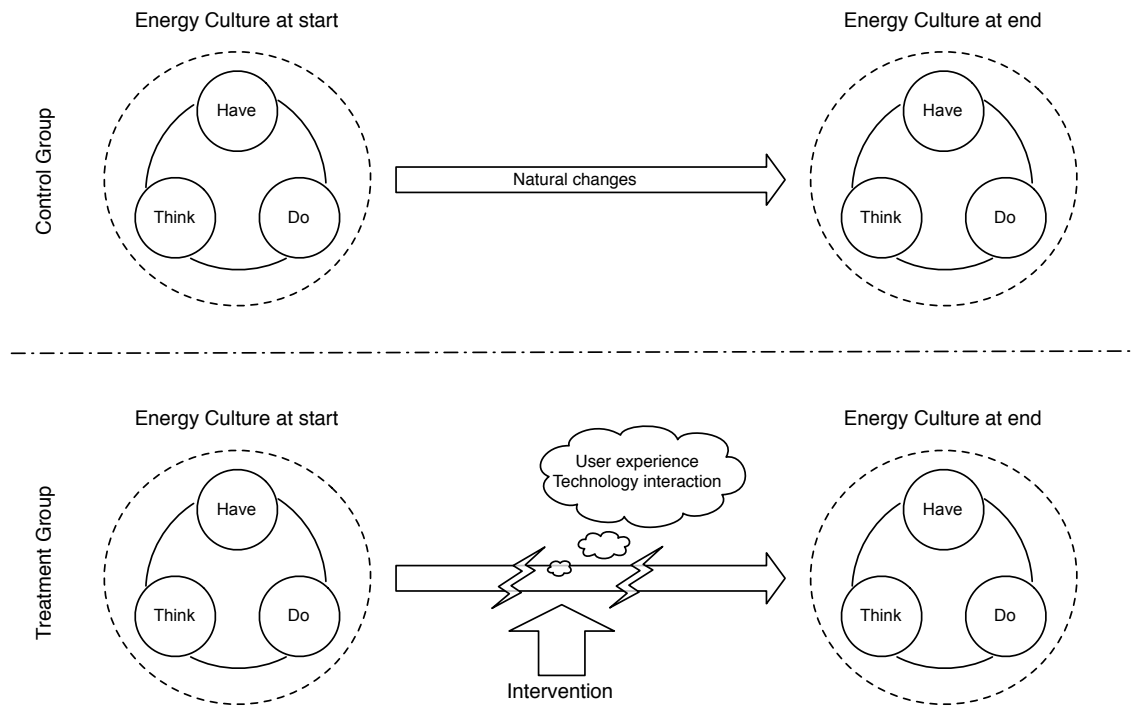 Energy Culture at start
Energy Culture at end
Control Group
Have
Think
Do
Natural changes
Have
Think
Do
Energy Culture at start
Energy Culture at end
Treatment Group
Have
Think
Do
User experience
Technology interaction
Intervention
Have
Think
Do